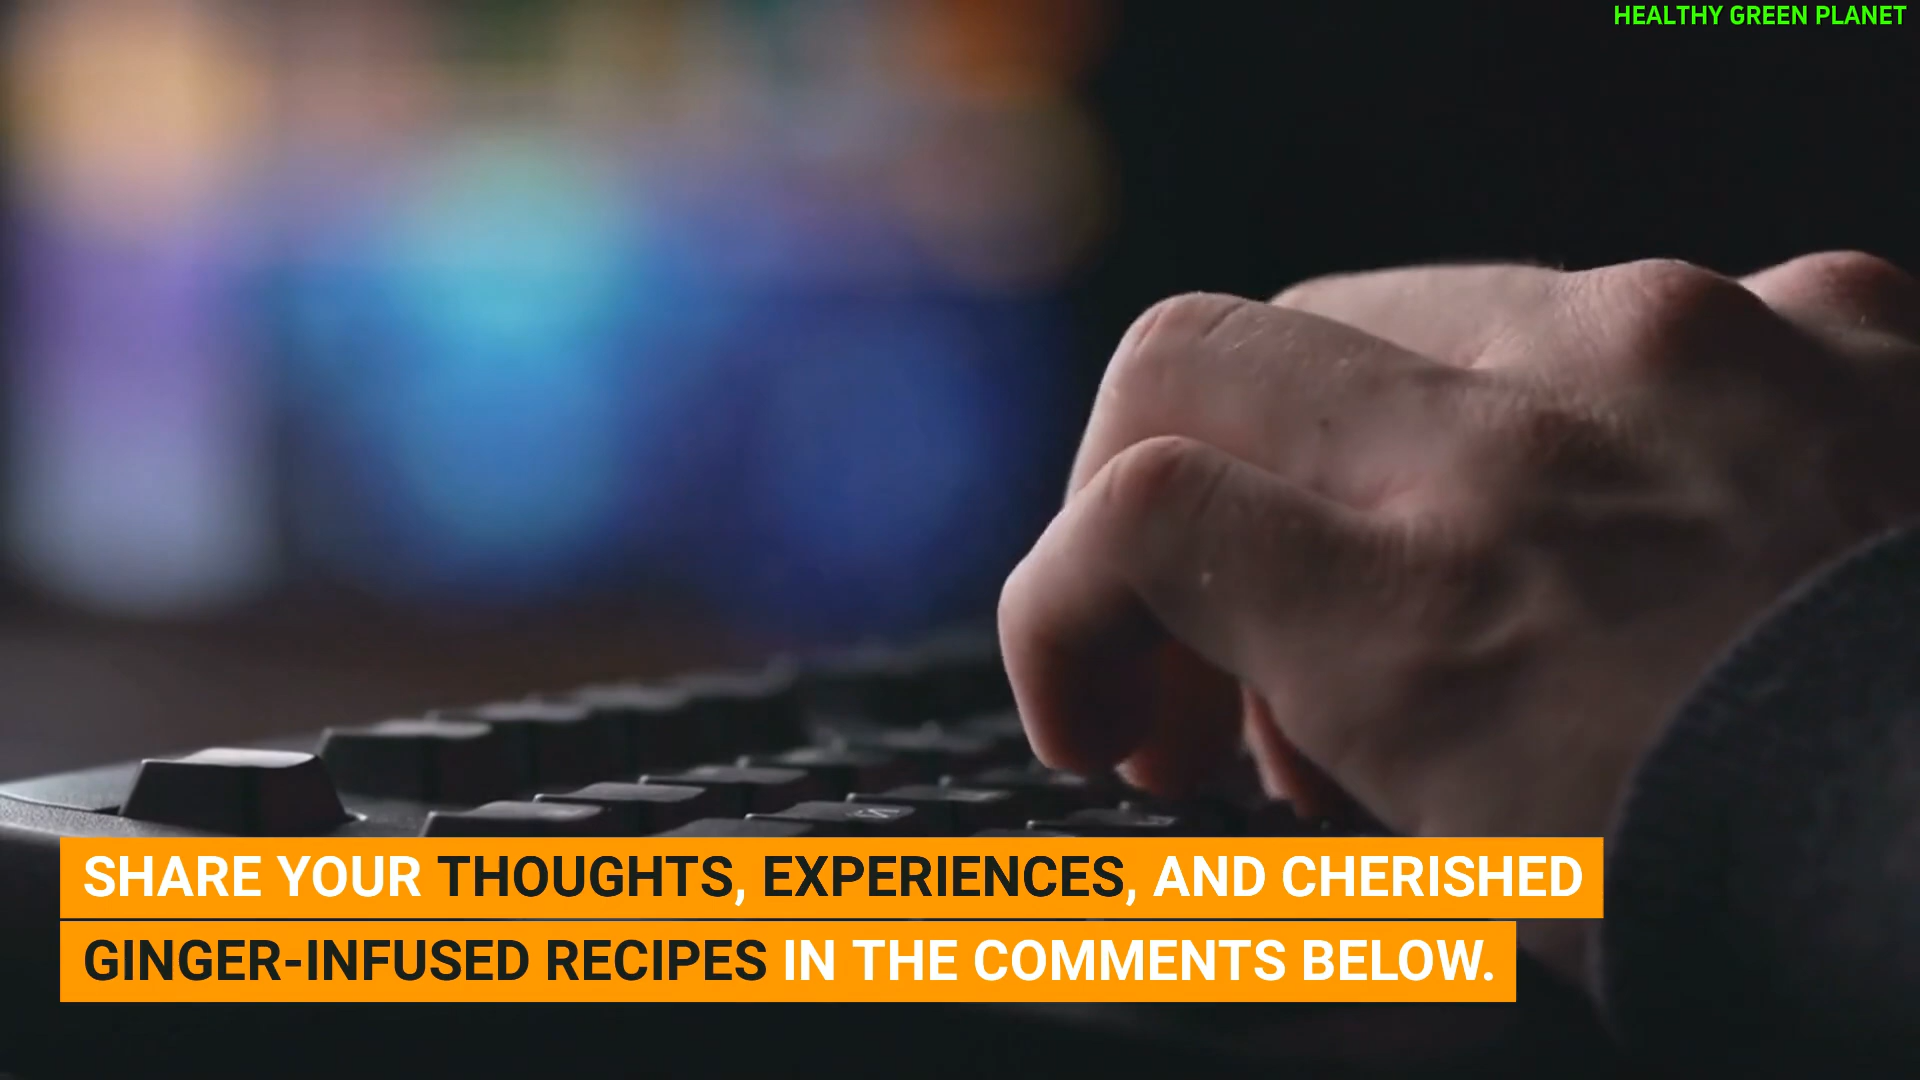 HEALTHY GREEN PLANET
SHARE YOUR THOUGHTS, EXPERIENCES, AND CHERISHED
GINGER-INFUSED RECIPES IN THE COMMENTS BELOW.